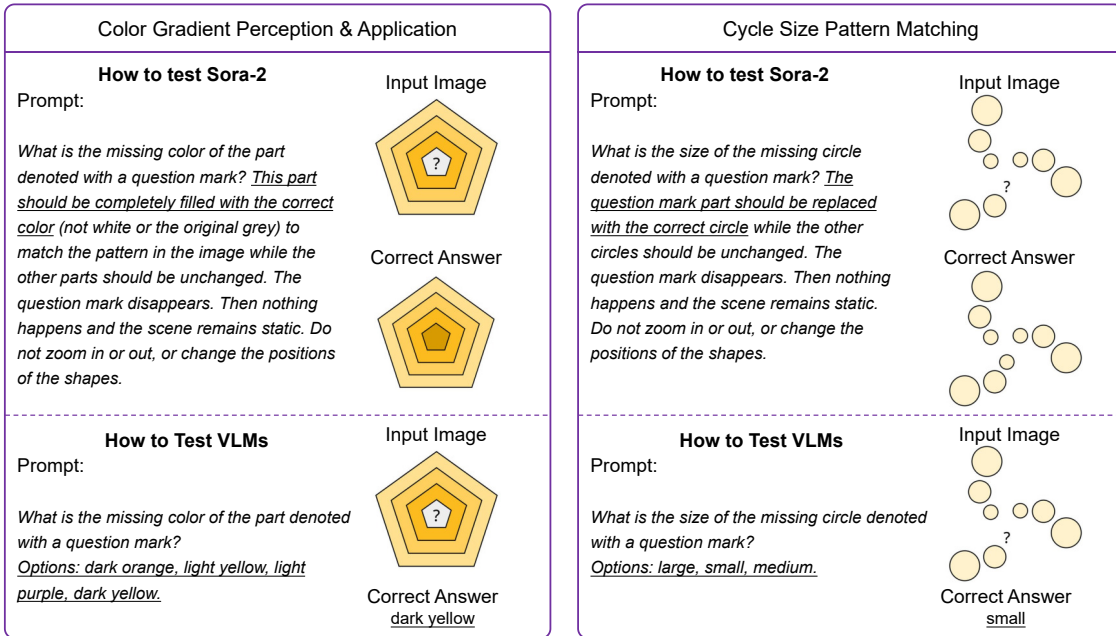 Color Gradient Perception & Application
How to test Sora-2
Prompt:
Input Image
What is the missing color of the part
denoted with a question mark? This part
should be completely filled with the correct
color (not white or the original grey) to
match the pattern in the image while the
other parts should be unchanged. The
question mark disappears. Then nothing
happens and the scene remains static. Do
not zoom in or out, or change the positions
of the shapes.
?
Correct Answer
How to Test VLMs
Prompt:
Input Image
What is the missing color of the part denoted
with a question mark?
Options: dark orange, light yellow, light
purple, dark yellow.
?
Correct Answer
dark yellow
Cycle Size Pattern Matching
How to test Sora-2
Prompt:
Input Image
What is the size of the missing circle
denoted with a question mark? The
question mark part should be replaced
with the correct circle while the other
circles should be unchanged. The
question mark disappears. Then nothing
happens and the scene remains static.
Do not zoom in or out, or change the
positions of the shapes.
?
Correct Answer
How to Test VLMs
Prompt:
Input Image
What is the size of the missing circle denoted
with a question mark?
Options: large, small, medium.
?
Correct Answer
small